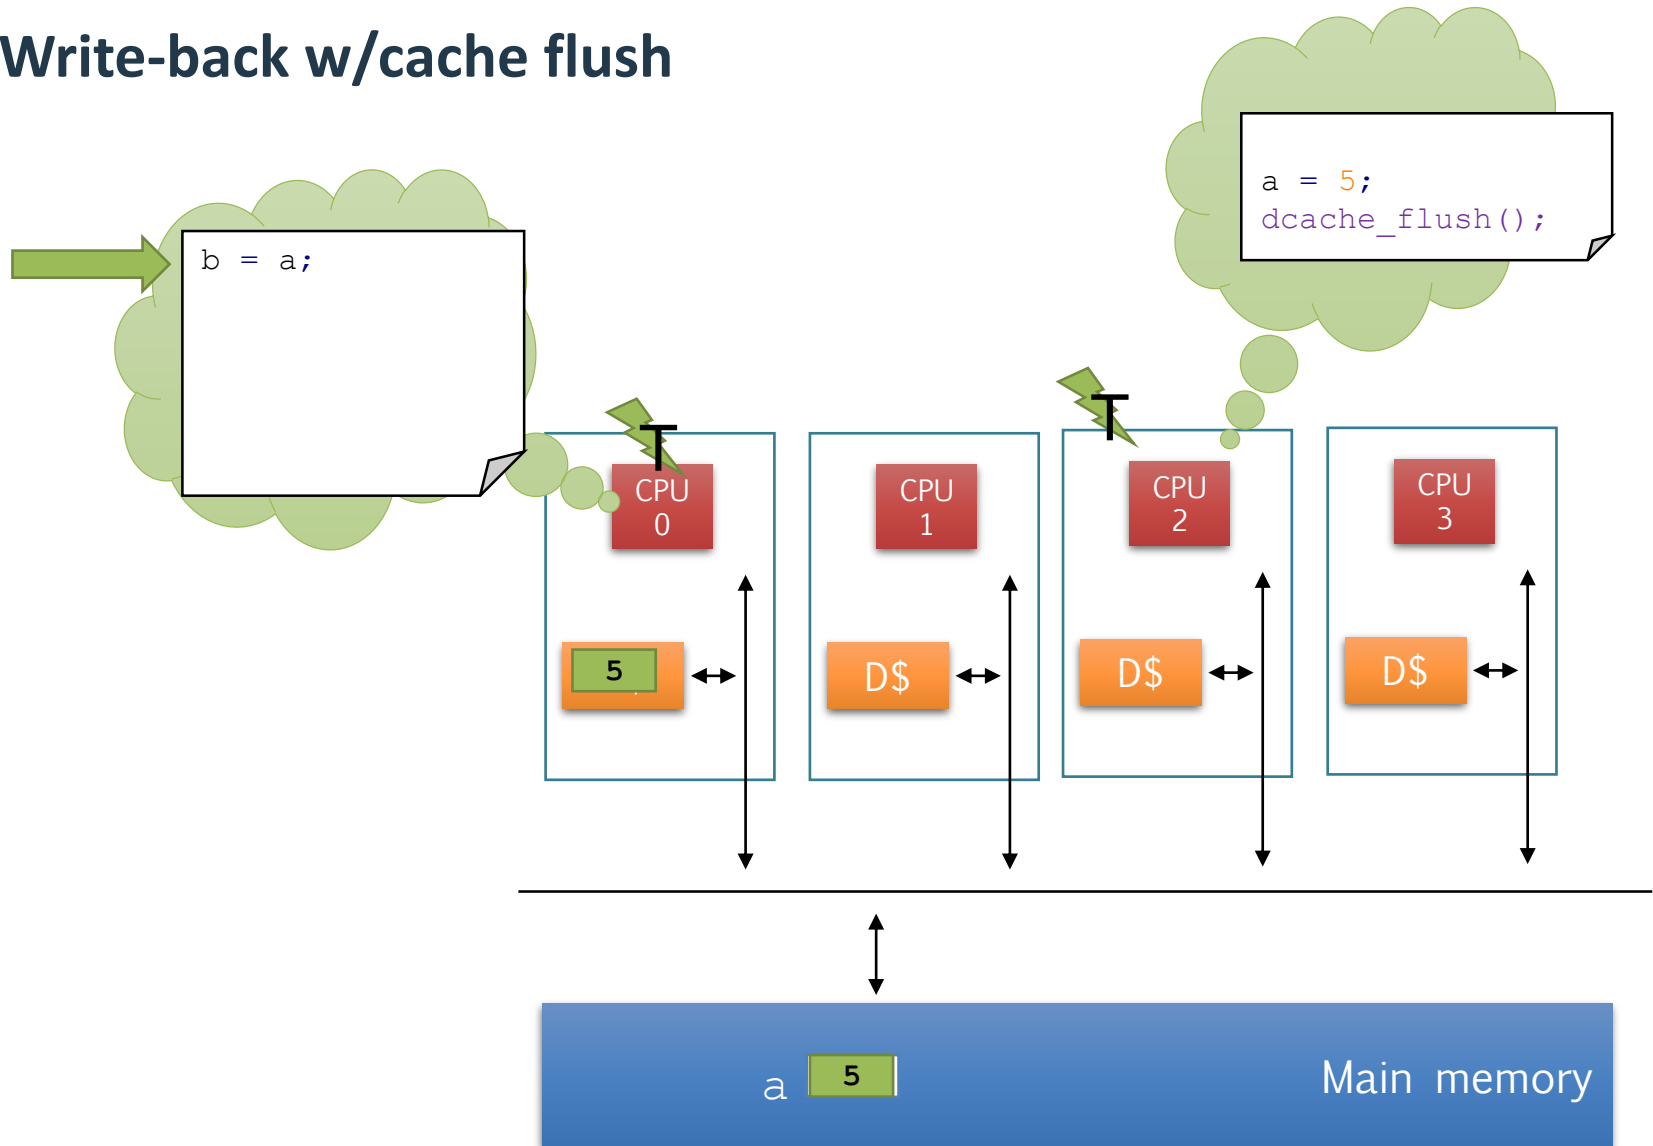 Write-back w/cache flush
a = 5;
dcache_flush();
b = a;
T
T
CPU
0
CPU
1
CPU
2
CPU
3
5
D$
D$
D$
a 5
Main memory